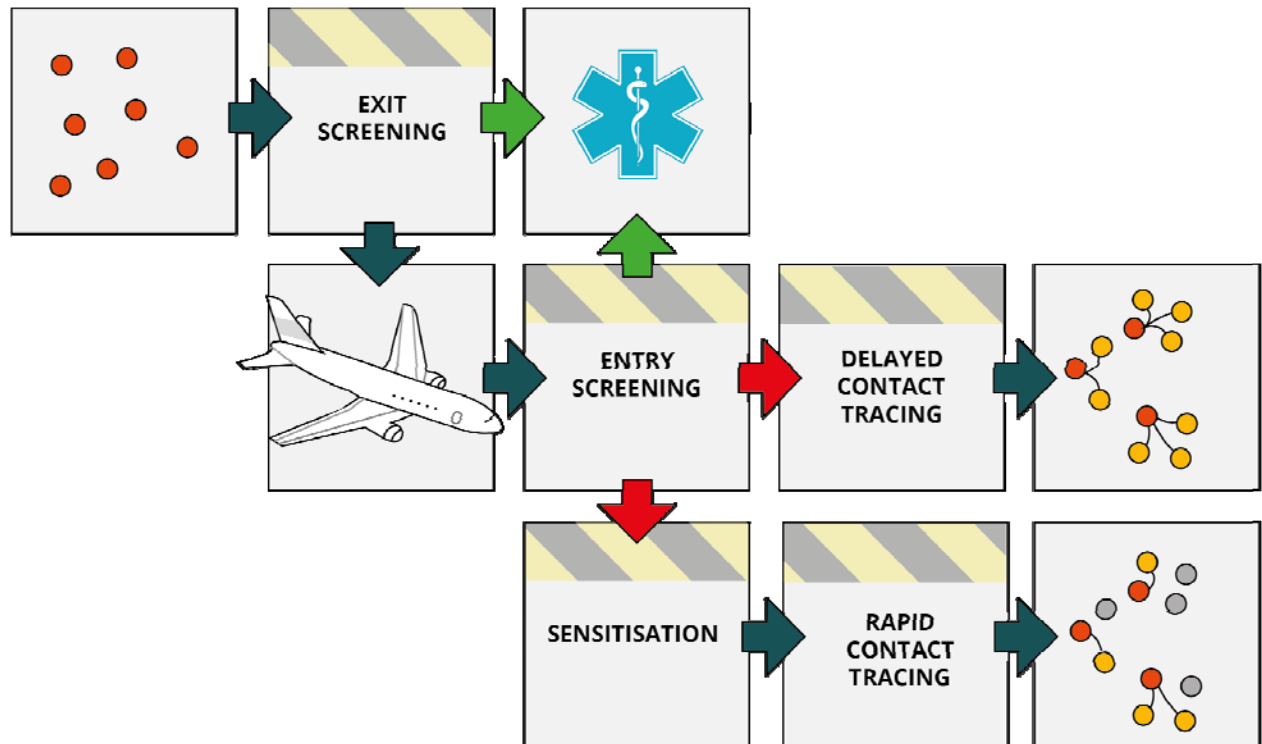 EXIT
SCREENING
ENTRY
SCREENING
DELAYED
CONTACT
TRACING
SENSITISATION
RAPID
CONTACT
TRACING